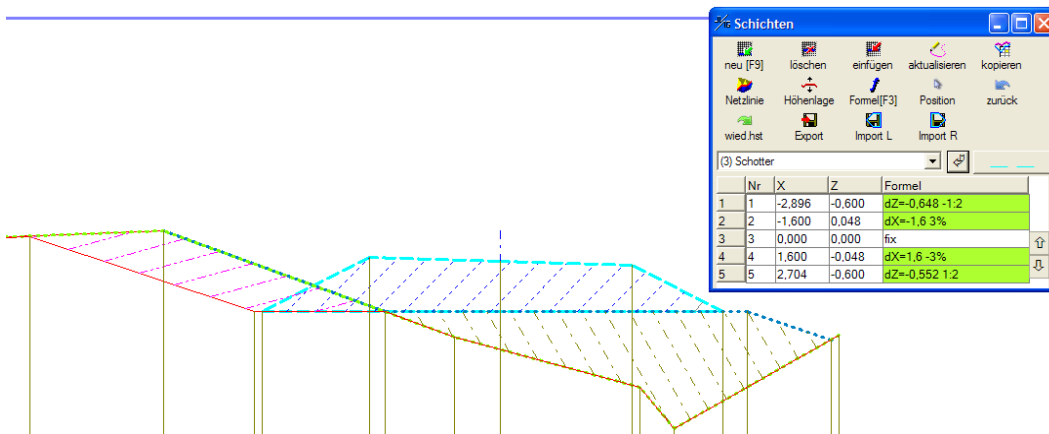 Schichten
neu [F9] löschen einfügen aktualisieren kopieren
Netzlinie Höhenlage Formel[F3] Position zurück
wied.hst Export Import L Import R
(3) Schotter
Nr X Z Formel
1 1 -2,896 -0,600 dZ=-0,648 -1:2
2 2 -1,600 0,048 dX=-1,6 3%
3 3 0,000 0,000 fix
4 4 1,600 -0,048 dX=1,6 -3%
5 5 2,704 -0,600 dZ=-0,552 1:2